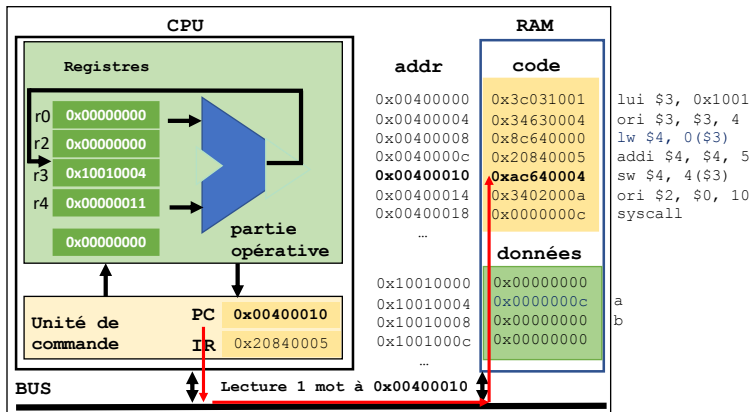 CPU
RAM
Registres
addr
code
r0 0x00000000
r2 0x00000000
r3 0x10010004
r4 0x00000011
0x00000000
partie
opérative
0x00400000 0x3c031001 lui $3, 0x1001
0x00400004 0x34630004 ori $3, $3, 4
0x00400008 0x8c640000 lw $4, 0($3)
0x0040000c 0x20840005 addi $4, $4, 5
0x00400010 0xac640004 sw $4, 4($3)
0x00400014 0x3402000a ori $2, $0, 10
0x00400018 0x0000000c syscall
…
données
0x10010000 0x00000000
0x10010004 0x0000000c a
0x10010008 0x00000000 b
0x1001000c 0x00000000
…
Unité de
commande
PC 0x00400010
IR 0x20840005
BUS
Lecture 1 mot à 0x00400010